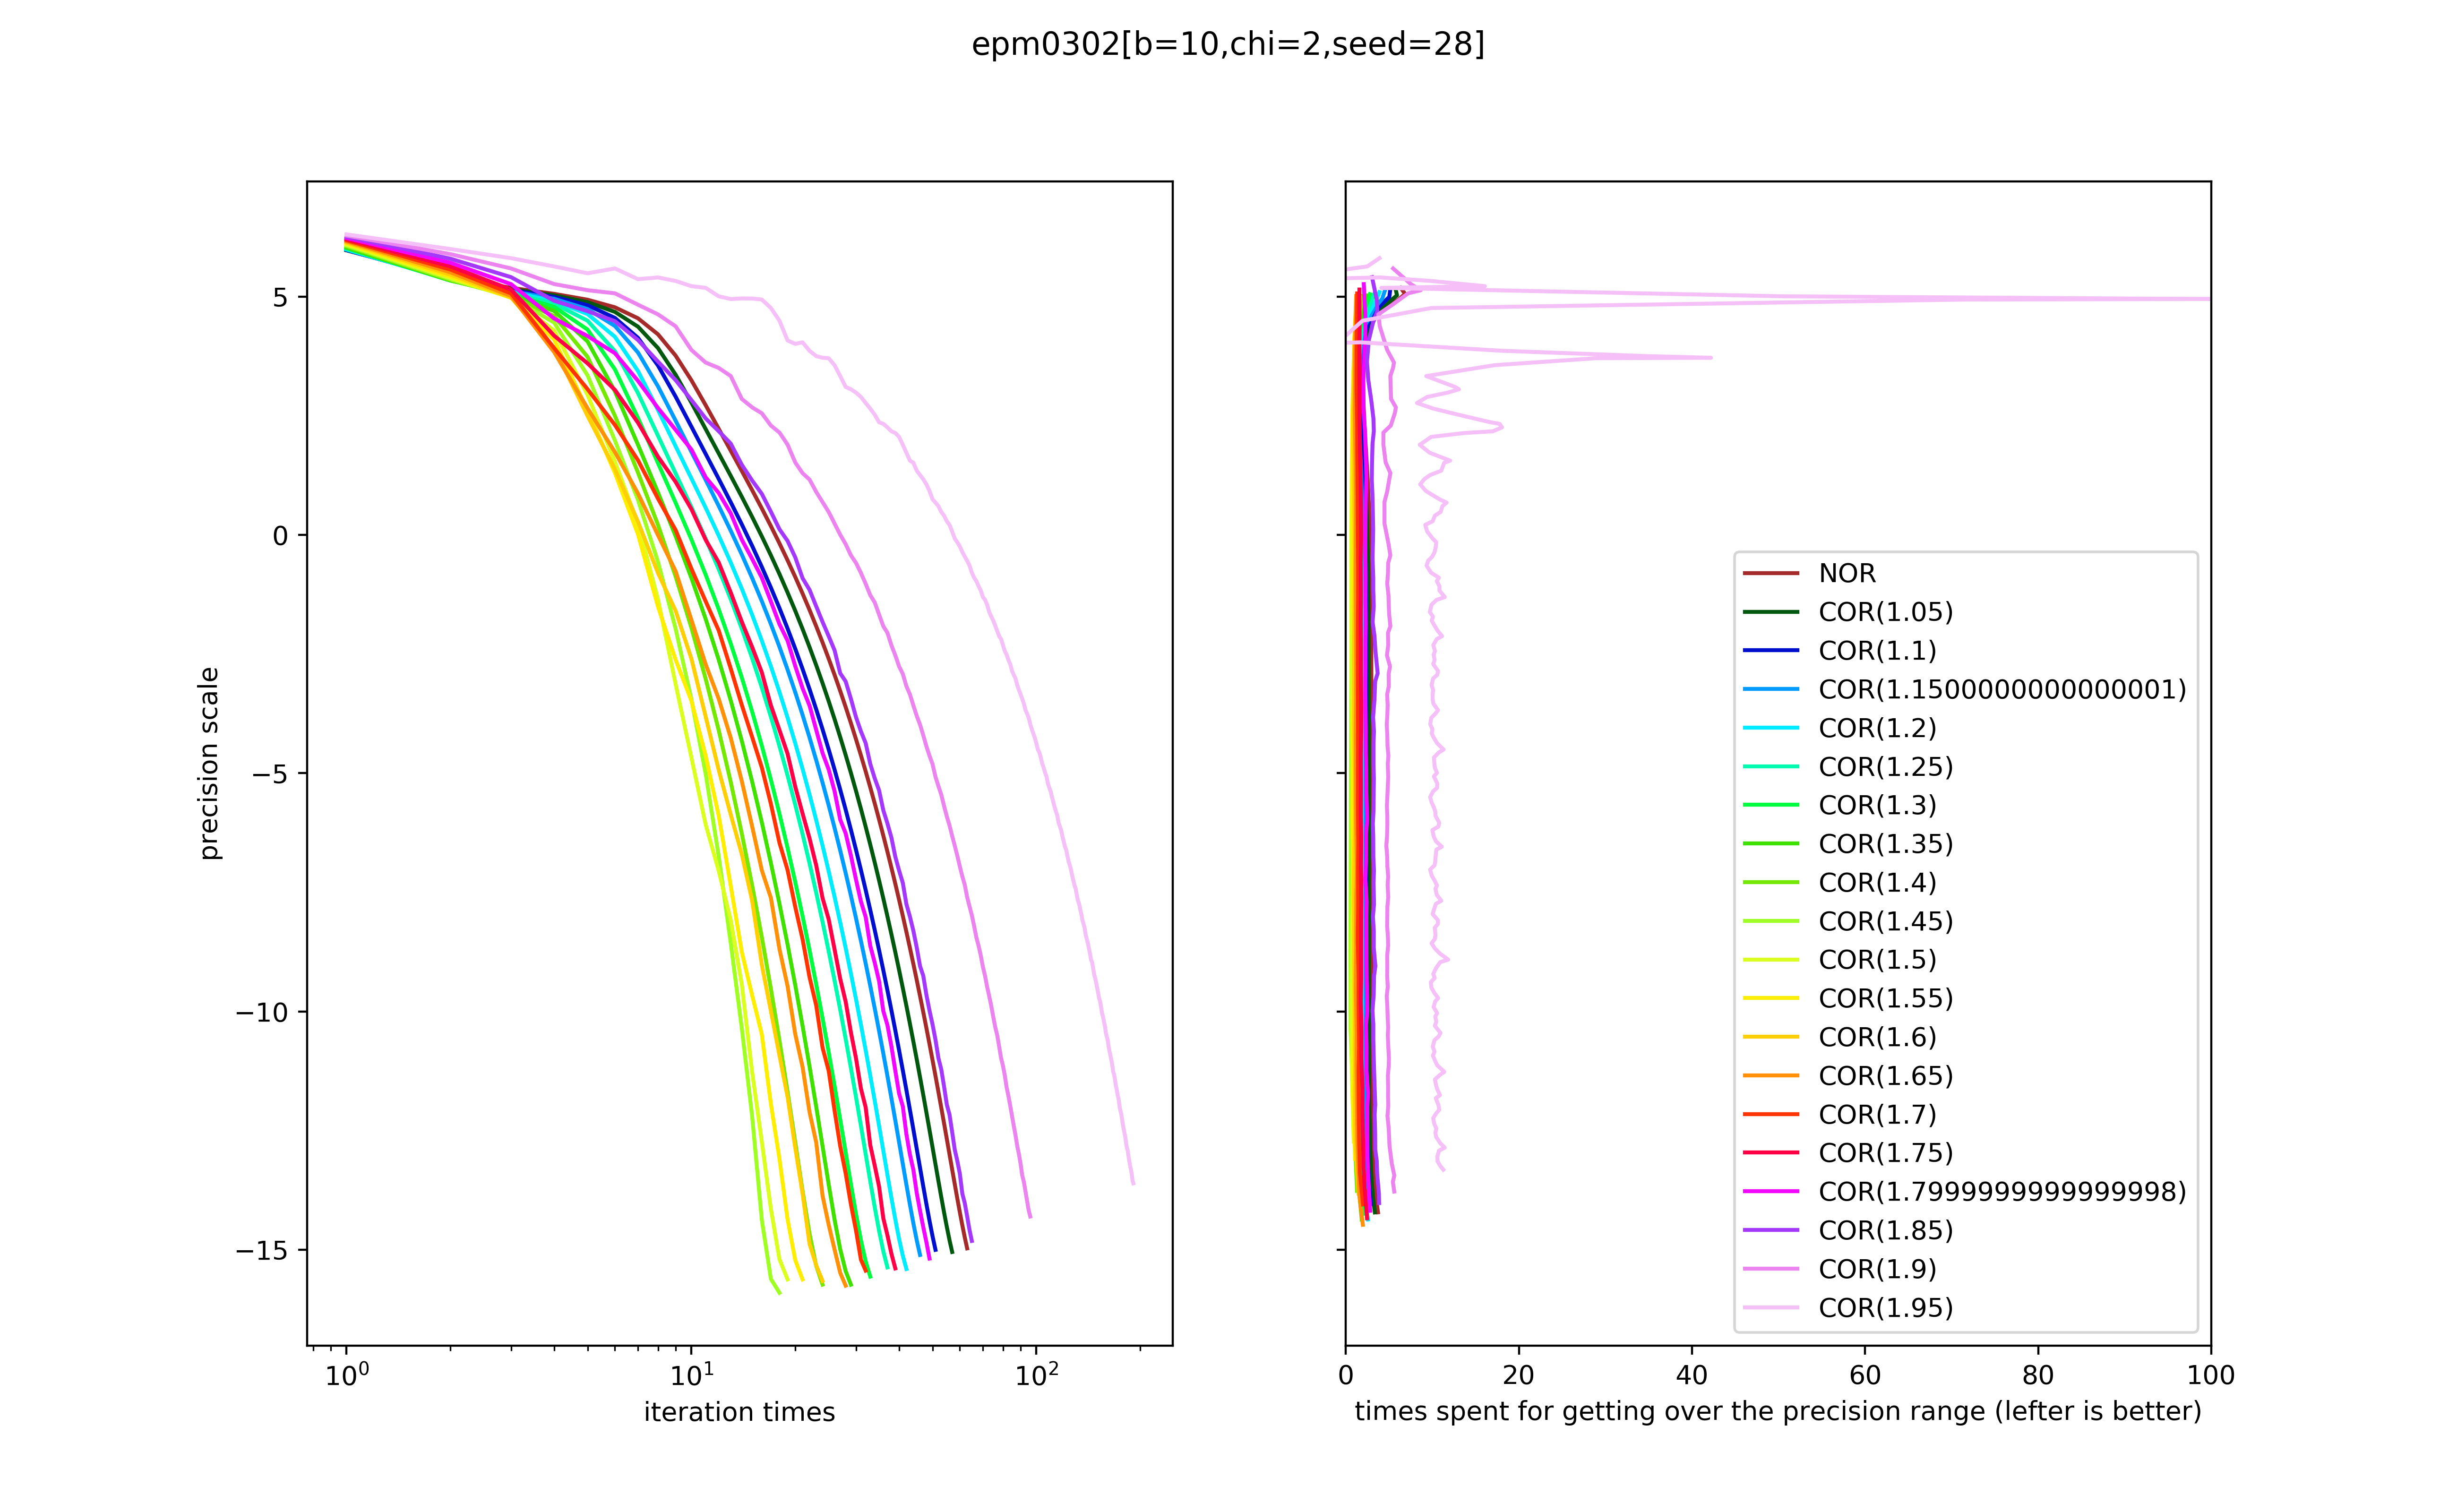 epm0302[b=10,chi=2,seed=28]
precision scale
5
0
−5
−10
−15
10^0
10^1
10^2
iteration times
NOR
COR(1.05)
COR(1.1)
COR(1.1500000000000001)
COR(1.2)
COR(1.25)
COR(1.3)
COR(1.35)
COR(1.4)
COR(1.45)
COR(1.5)
COR(1.55)
COR(1.6)
COR(1.65)
COR(1.7)
COR(1.75)
COR(1.7999999999999998)
COR(1.85)
COR(1.9)
COR(1.95)
0
20
40
60
80
100
times spent for getting over the precision range (lefter is better)